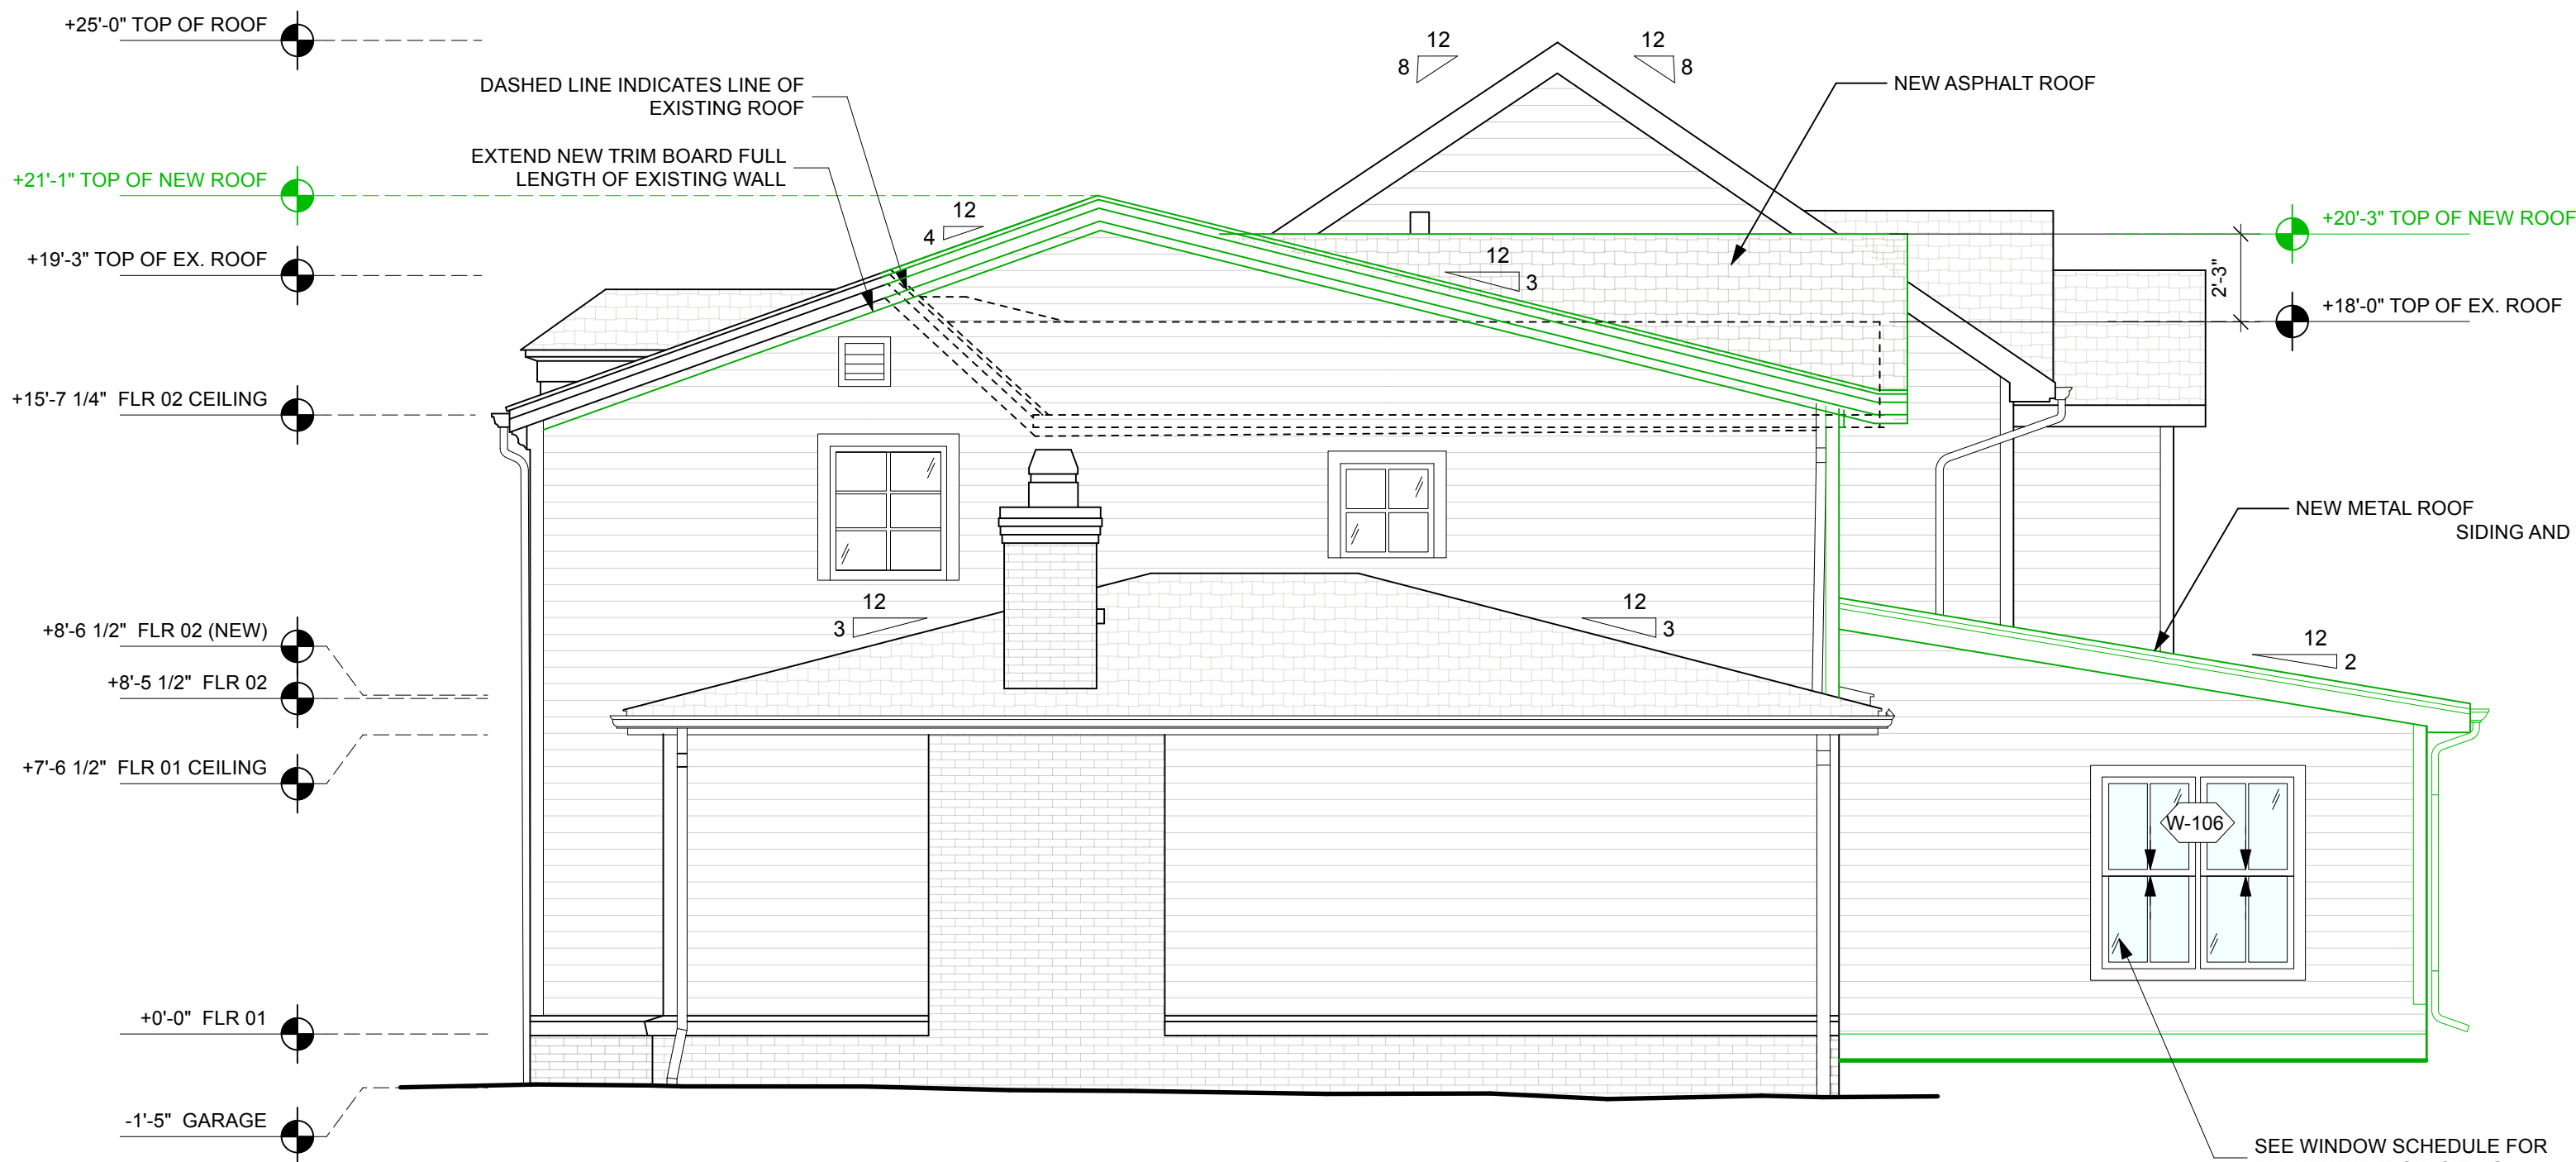 +25'-0" TOP OF ROOF
+21'-1" TOP OF NEW ROOF
+19'-3" TOP OF EX. ROOF
+15'-7 1/4" FLR 02 CEILING
+8'-6 1/2" FLR 02 (NEW)
+8'-5 1/2" FLR 02
+7'-6 1/2" FLR 01 CEILING
+0'-0" FLR 01
-1'-5" GARAGE
DASHED LINE INDICATES LINE OF
EXISTING ROOF
EXTEND NEW TRIM BOARD FULL
LENGTH OF EXISTING WALL
12
4
12
8
12
8
12
3
12
3
12
3
NEW ASPHALT ROOF
+20'-3" TOP OF NEW ROOF
2'-3"
+18'-0" TOP OF EX. ROOF
NEW METAL ROOF
SIDING AND
12
2
W-106
SEE WINDOW SCHEDULE FOR